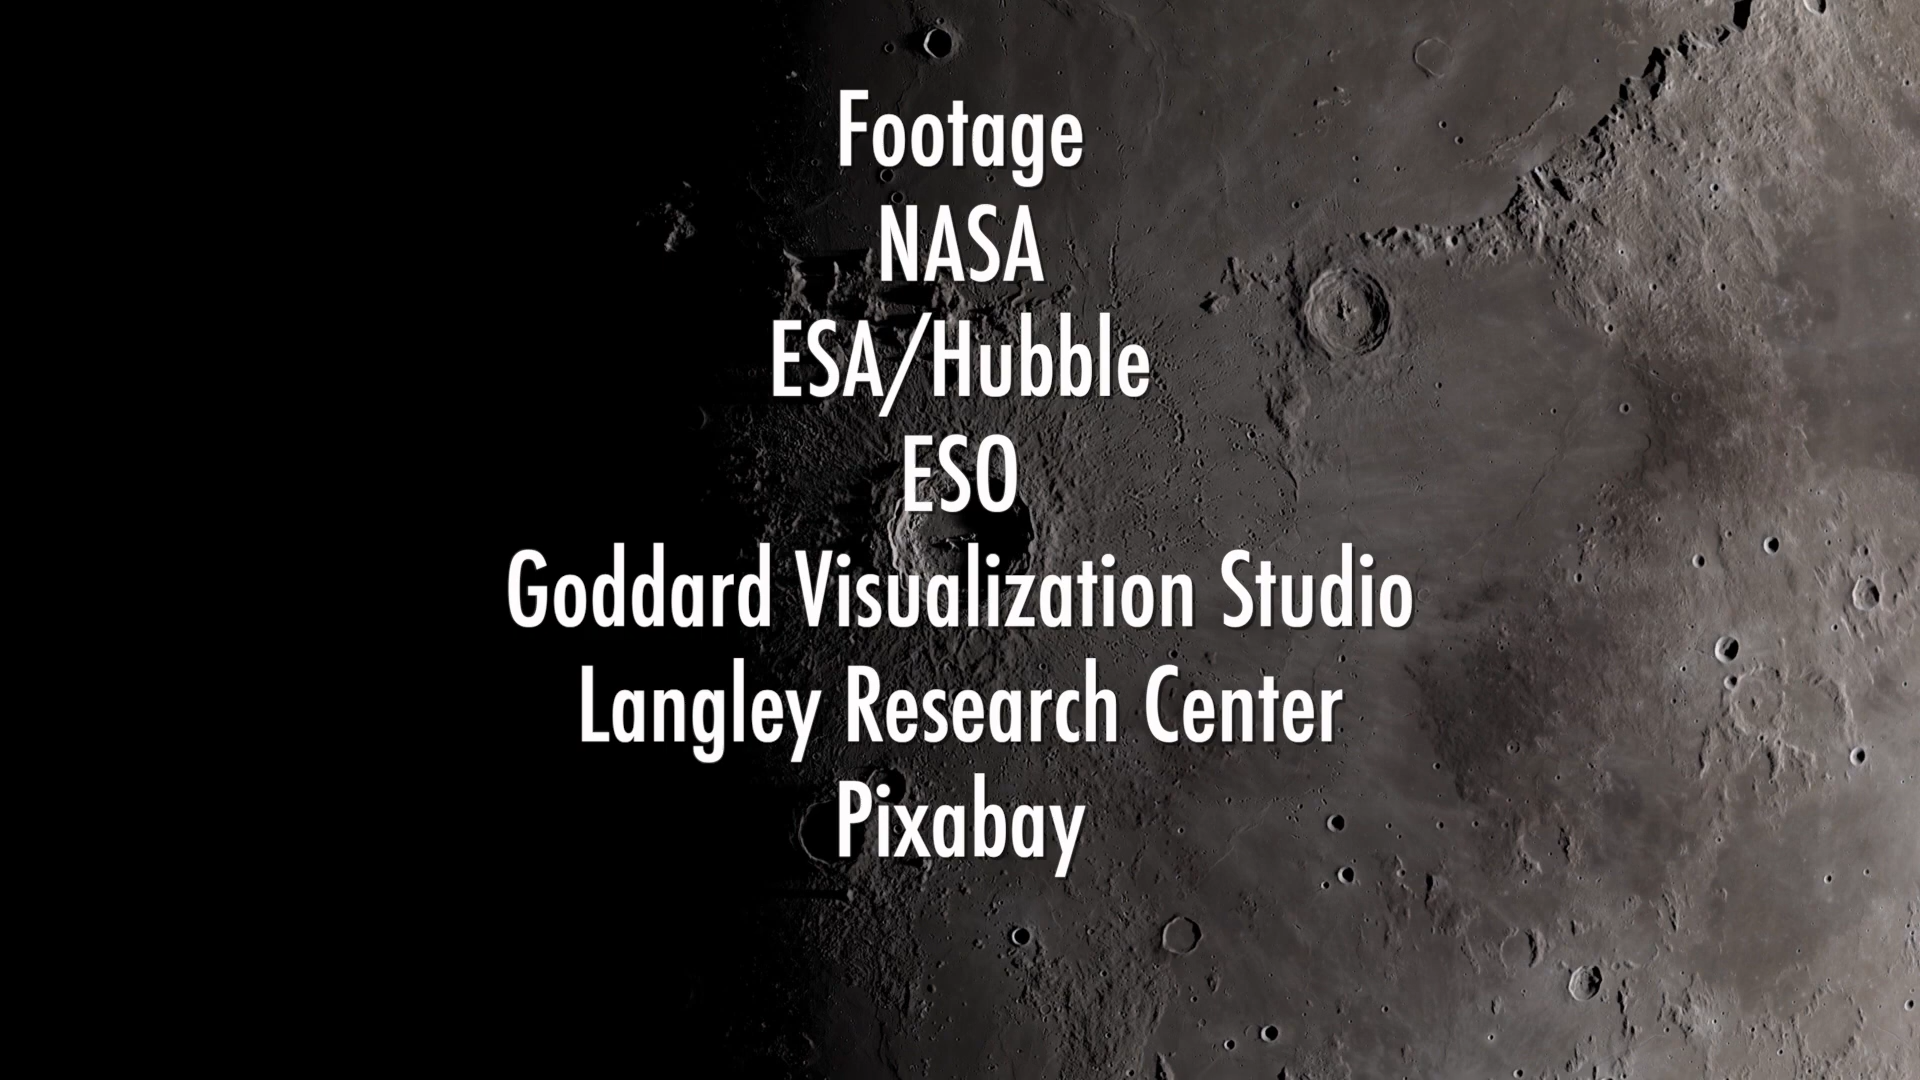 Footage
NASA
ESA/Hubble
ESO
Goddard Visualization Studio
Langley Research Center
Pixabay